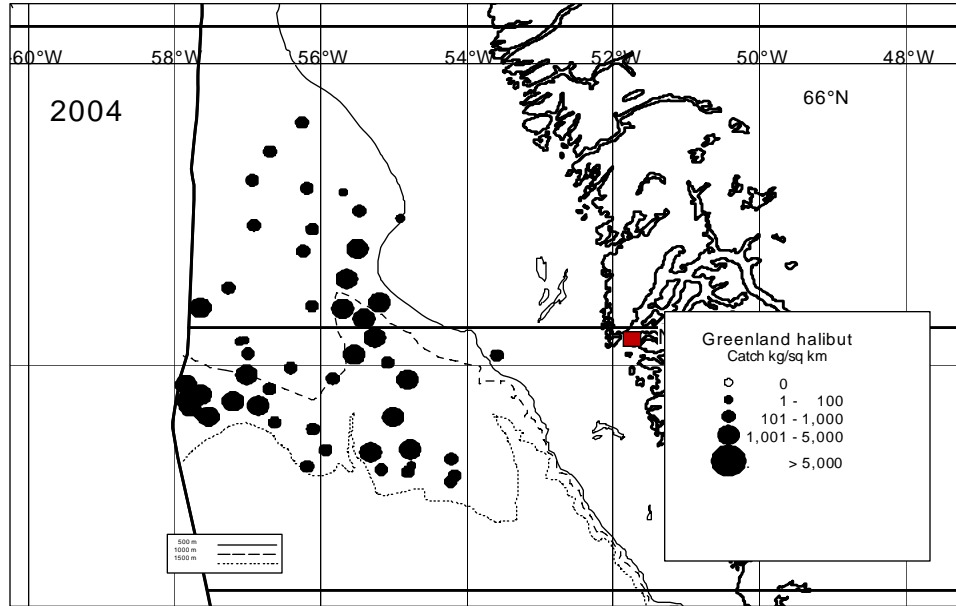 60°W 58°W 56°W 54°W 52°W 50°W 48°W
2004
66°N
N
Greenland halibut
Catch kg/sq km
0
1 - 100
101 - 1,000
1,001 - 5,000
> 5,000
500 m
1000 m
1500 m